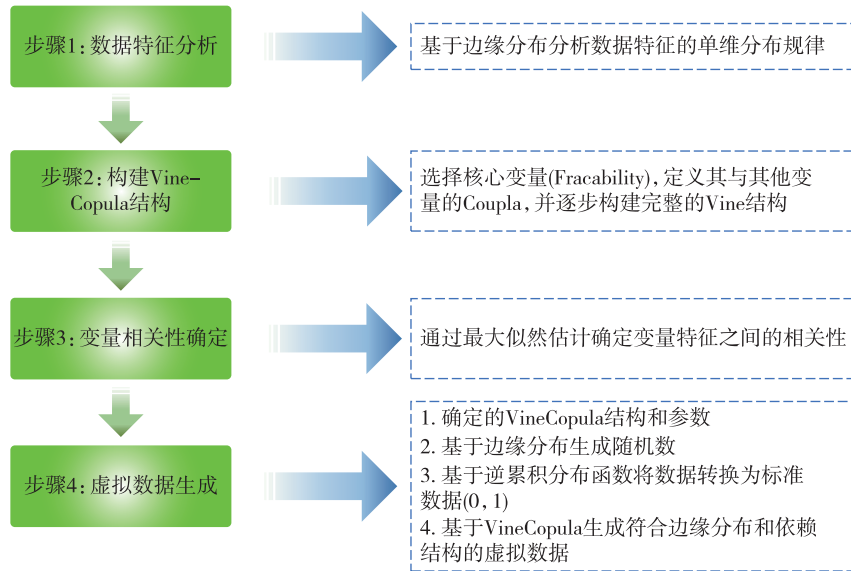 步骤1:数据特征分析
基于边缘分布分析数据特征的单维分布规律
步骤2:构建Vine-
Copula结构
选择核心变量(Fracability),定义其与其他变
量的Coupla,并逐步构建完整的Vine结构
步骤3:变量相关性确定
通过最大似然估计确定变量特征之间的相关性
步骤4:虚拟数据生成
1. 确定的VineCopula结构和参数
2. 基于边缘分布生成随机数
3. 基于逆累积分布函数将数据转换为标准
数据(0, 1)
4. 基于VineCopula生成符合边缘分布和依赖
结构的虚拟数据